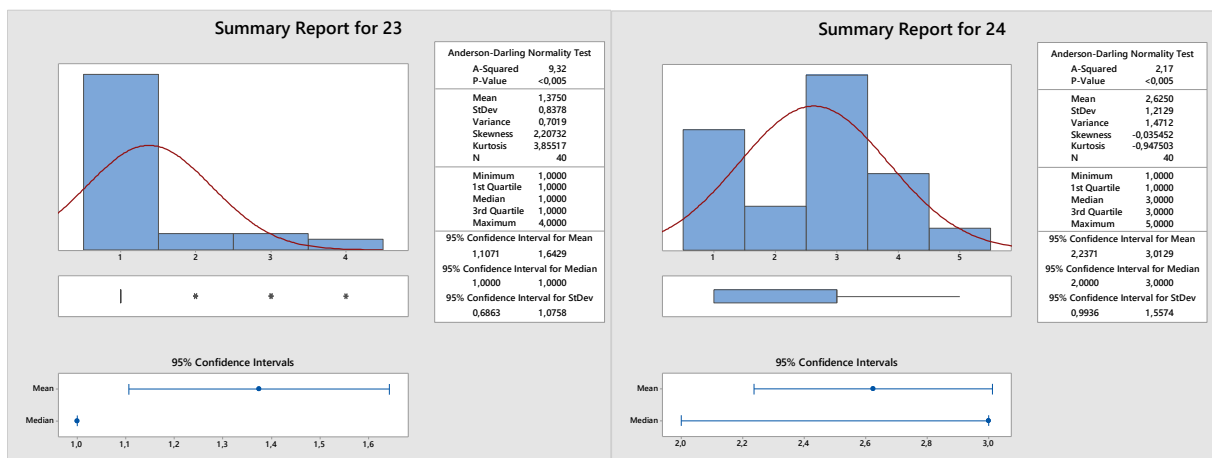 Summary Report for 23
Anderson-Darling Normality Test
A-Squared 9,32
P-Value <0,005
Mean 1,3750
StDev 0,8378
Variance 0,7019
Skewness 2,20732
Kurtosis 3,85517
N 40
Minimum 1,0000
1st Quartile 1,0000
Median 1,0000
3rd Quartile 1,0000
Maximum 4,0000
95% Confidence Interval for Mean
1,1071 1,6429
95% Confidence Interval for Median
1,0000 1,0000
95% Confidence Interval for StDev
0,6863 1,0758
1 2 3 4
95% Confidence Intervals
Mean
Median
1,0 1,1 1,2 1,3 1,4 1,5 1,6
Summary Report for 24
Anderson-Darling Normality Test
A-Squared 2,17
P-Value <0,005
Mean 2,6250
StDev 1,2129
Variance 1,4712
Skewness -0,035452
Kurtosis -0,947503
N 40
Minimum 1,0000
1st Quartile 1,0000
Median 3,0000
3rd Quartile 3,0000
Maximum 5,0000
95% Confidence Interval for Mean
2,2371 3,0129
95% Confidence Interval for Median
2,0000 3,0000
95% Confidence Interval for StDev
0,9936 1,5574
1 2 3 4 5
95% Confidence Intervals
Mean
Median
2,0 2,2 2,4 2,6 2,8 3,0